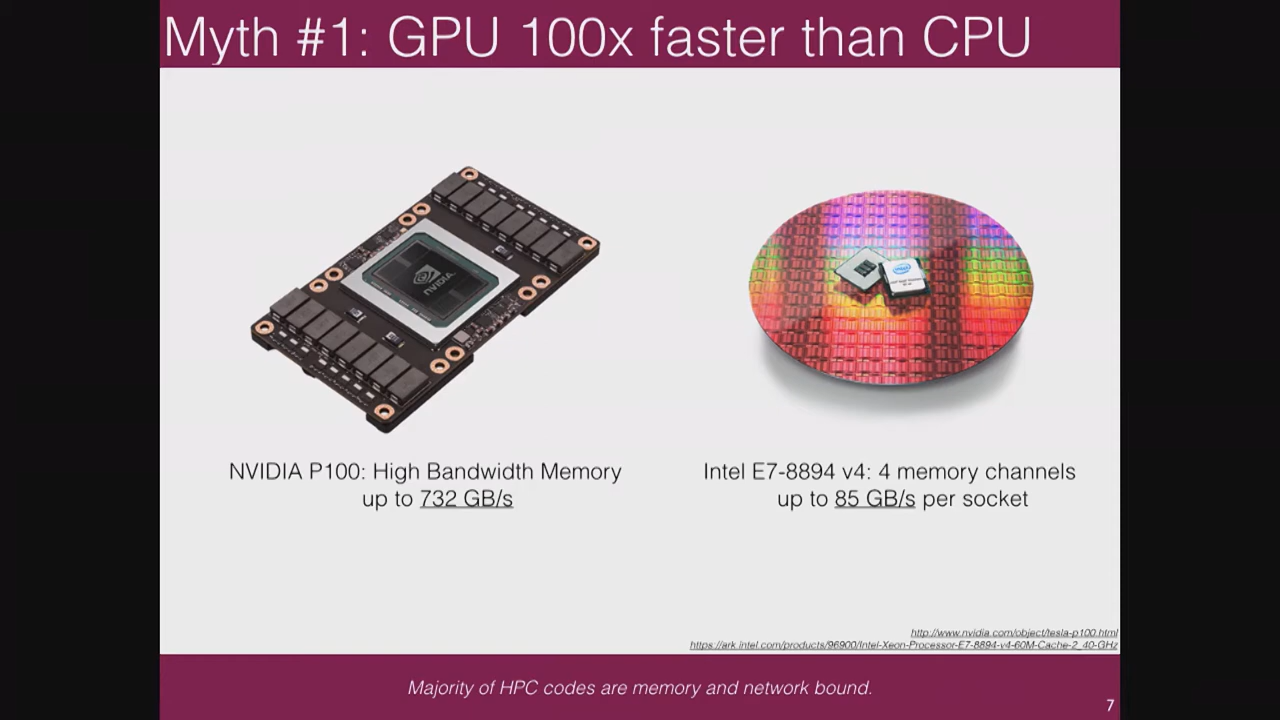 Myth #1: GPU 100x faster than CPU
NVIDIA
NVIDIA P100: High Bandwidth Memory
up to 732 GB/s
Intel E7-8894 v4: 4 memory channels
up to 85 GB/s per socket
http://www.nvidia.com/object/tesla-p100.html
https://ark.intel.com/products/96900/Intel-Xeon-Processor-E7-8894-v4-60M-Cache-2_40-GHz
Majority of HPC codes are memory and network bound.
7